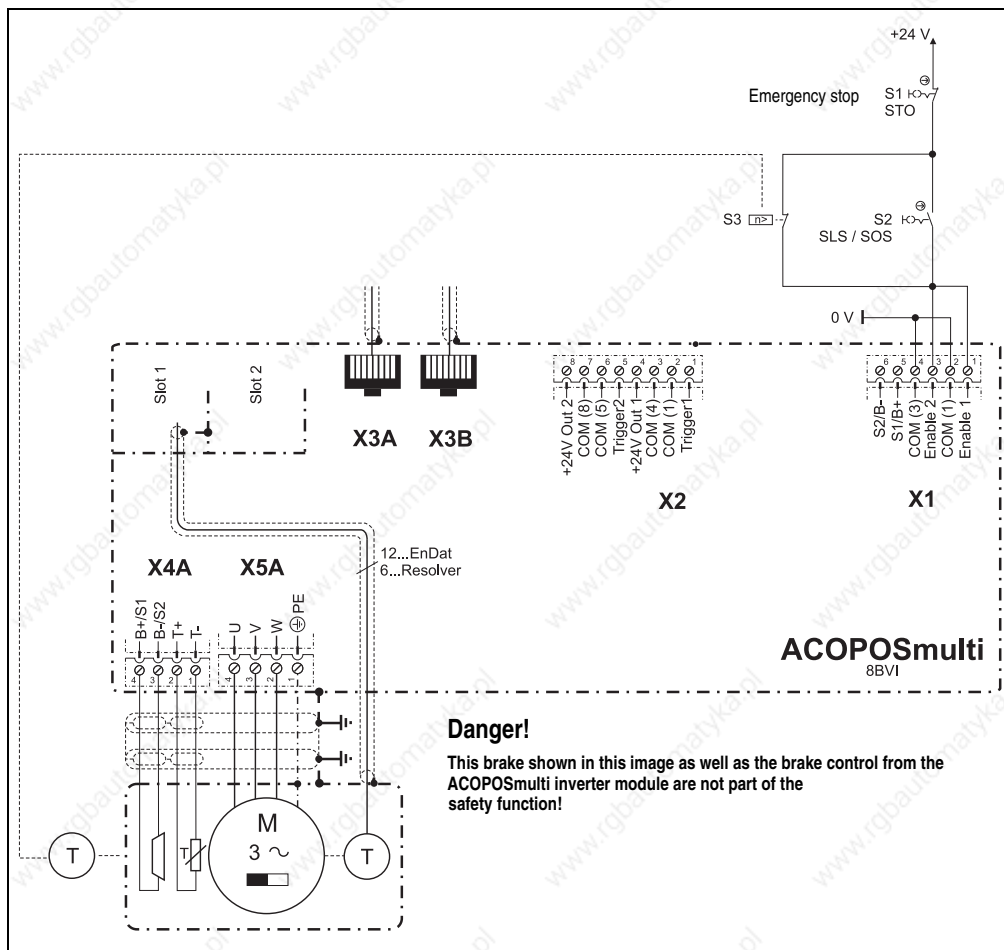 +24 V
Emergency stop
S1
STO
S3
n>
S2
SLS / SOS
0 V
Slot 1
Slot 2
X3A
X3B
8 7 6 5 4 3 2 1
+24V Out 2
COM (8)
COM (5)
Trigger2
+24V Out 1
COM (4)
COM (1)
Trigger1
X2
6 5 4 3 2 1
S2/B-
S1/B+
COM (3)
Enable 2
COM (1)
Enable 1
X1
12...EnDat
6...Resolver
X4A
X5A
B+/S1
B-/S2
T+
T-
U
V
W
PE
4 3 2 1
4 3 2 1
ACOPOSmulti
8BVI
Danger!
This brake shown in this image as well as the brake control from the
ACOPOSmulti inverter module are not part of the
safety function!
T
T
M
3 ~
T
www.rgbautomatyka.pl